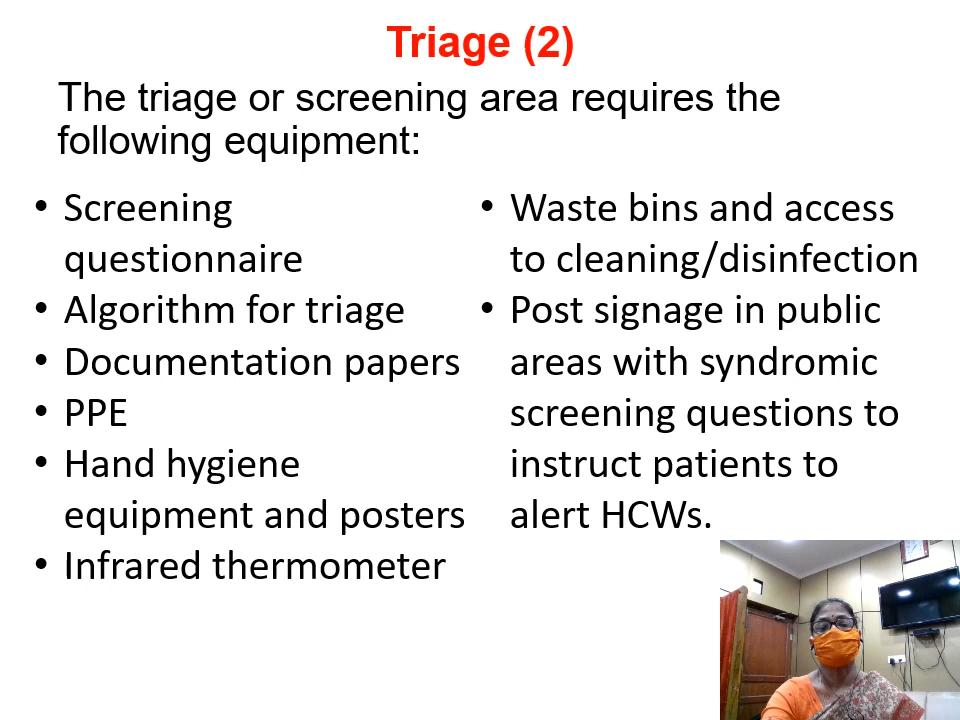 Triage (2)
The triage or screening area requires the
following equipment:
• Screening
questionnaire
• Algorithm for triage
• Documentation papers
• PPE
• Hand hygiene
equipment and posters
• Infrared thermometer
• Waste bins and access
to cleaning/disinfection
• Post signage in public
areas with syndromic
screening questions to
instruct patients to
alert HCWs.